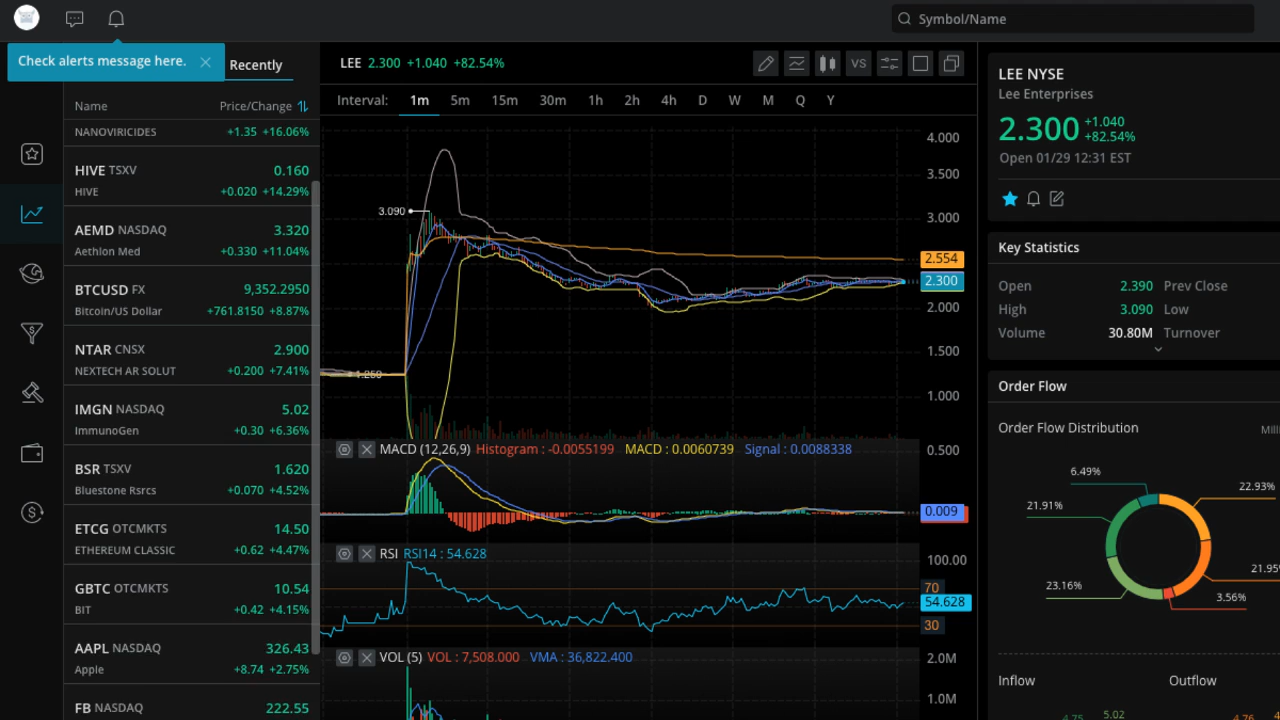 Symbol/Name
Check alerts message here.
Recently
Name Price/Change
NANOVIRICIDES +1.35 +16.06%
HIVE TSXV 0.160
HIVE +0.020 +14.29%
AEMD NASDAQ 3.320
Aethlon Med +0.330 +11.04%
BTCUSD FX 9,352.2950
Bitcoin/US Dollar +761.8150 +8.87%
NTAR CNSX 2.900
NEXTECH AR SOLUT +0.200 +7.41%
IMGN NASDAQ 5.02
ImmunoGen +0.30 +6.36%
BSR TSXV 1.620
Bluestone Rsrcs +0.070 +4.52%
ETCG OTCMKTS 14.50
ETHEREUM CLASSIC +0.62 +4.47%
GBTC OTCMKTS 10.54
BIT +0.42 +4.15%
AAPL NASDAQ 326.43
Apple +8.74 +2.75%
FB NASDAQ 222.55
LEE 2.300 +1.040 +82.54%
VS
Interval: 1m 5m 15m 30m 1h 2h 4h D W M Q Y
4.000
3.500
3.090
3.000
2.554
2.300
2.000
1.500
1.000
MACD (12,26,9) Histogram : -0.0055199 MACD : 0.0060739 Signal : 0.0088338
0.500
0.009
RSI RSI14 : 54.628
100.00
70
54.628
30
VOL (5) VOL : 7,508.000 VMA : 36,822.400
2.0M
1.0M
LEE NYSE
Lee Enterprises
2.300 +1.040
+82.54%
Open 01/29 12:31 EST
Key Statistics
Open 2.390 Prev Close
High 3.090 Low
Volume 30.80M Turnover
Order Flow
Order Flow Distribution
6.49%
22.93%
21.91%
23.16%
3.56%
Inflow Outflow
5.02